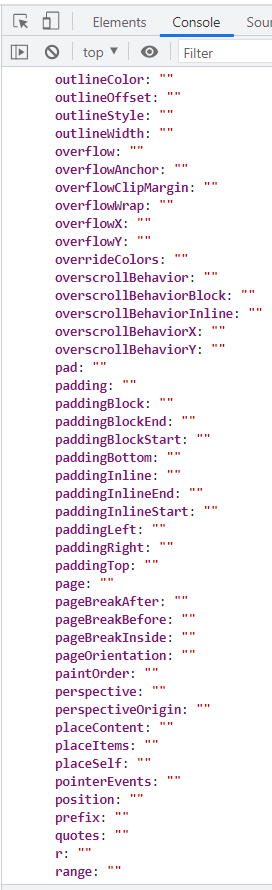 Elements Console Sour
top ▼ Filter
outlineColor: ""
outlineOffset: ""
outlineStyle: ""
outlineWidth: ""
overflow: ""
overflowAnchor: ""
overflowClipMargin: ""
overflowWrap: ""
overflowX: ""
overflowY: ""
overrideColors: ""
overscrollBehavior: ""
overscrollBehaviorBlock: ""
overscrollBehaviorInline: ""
overscrollBehaviorX: ""
overscrollBehaviorY: ""
pad: ""
padding: ""
paddingBlock: ""
paddingBlockEnd: ""
paddingBlockStart: ""
paddingBottom: ""
paddingInline: ""
paddingInlineEnd: ""
paddingInlineStart: ""
paddingLeft: ""
paddingRight: ""
paddingTop: ""
page: ""
pageBreakAfter: ""
pageBreakBefore: ""
pageBreakInside: ""
pageOrientation: ""
paintOrder: ""
perspective: ""
perspectiveOrigin: ""
placeContent: ""
placeItems: ""
placeSelf: ""
pointerEvents: ""
position: ""
prefix: ""
quotes: ""
r: ""
range: ""